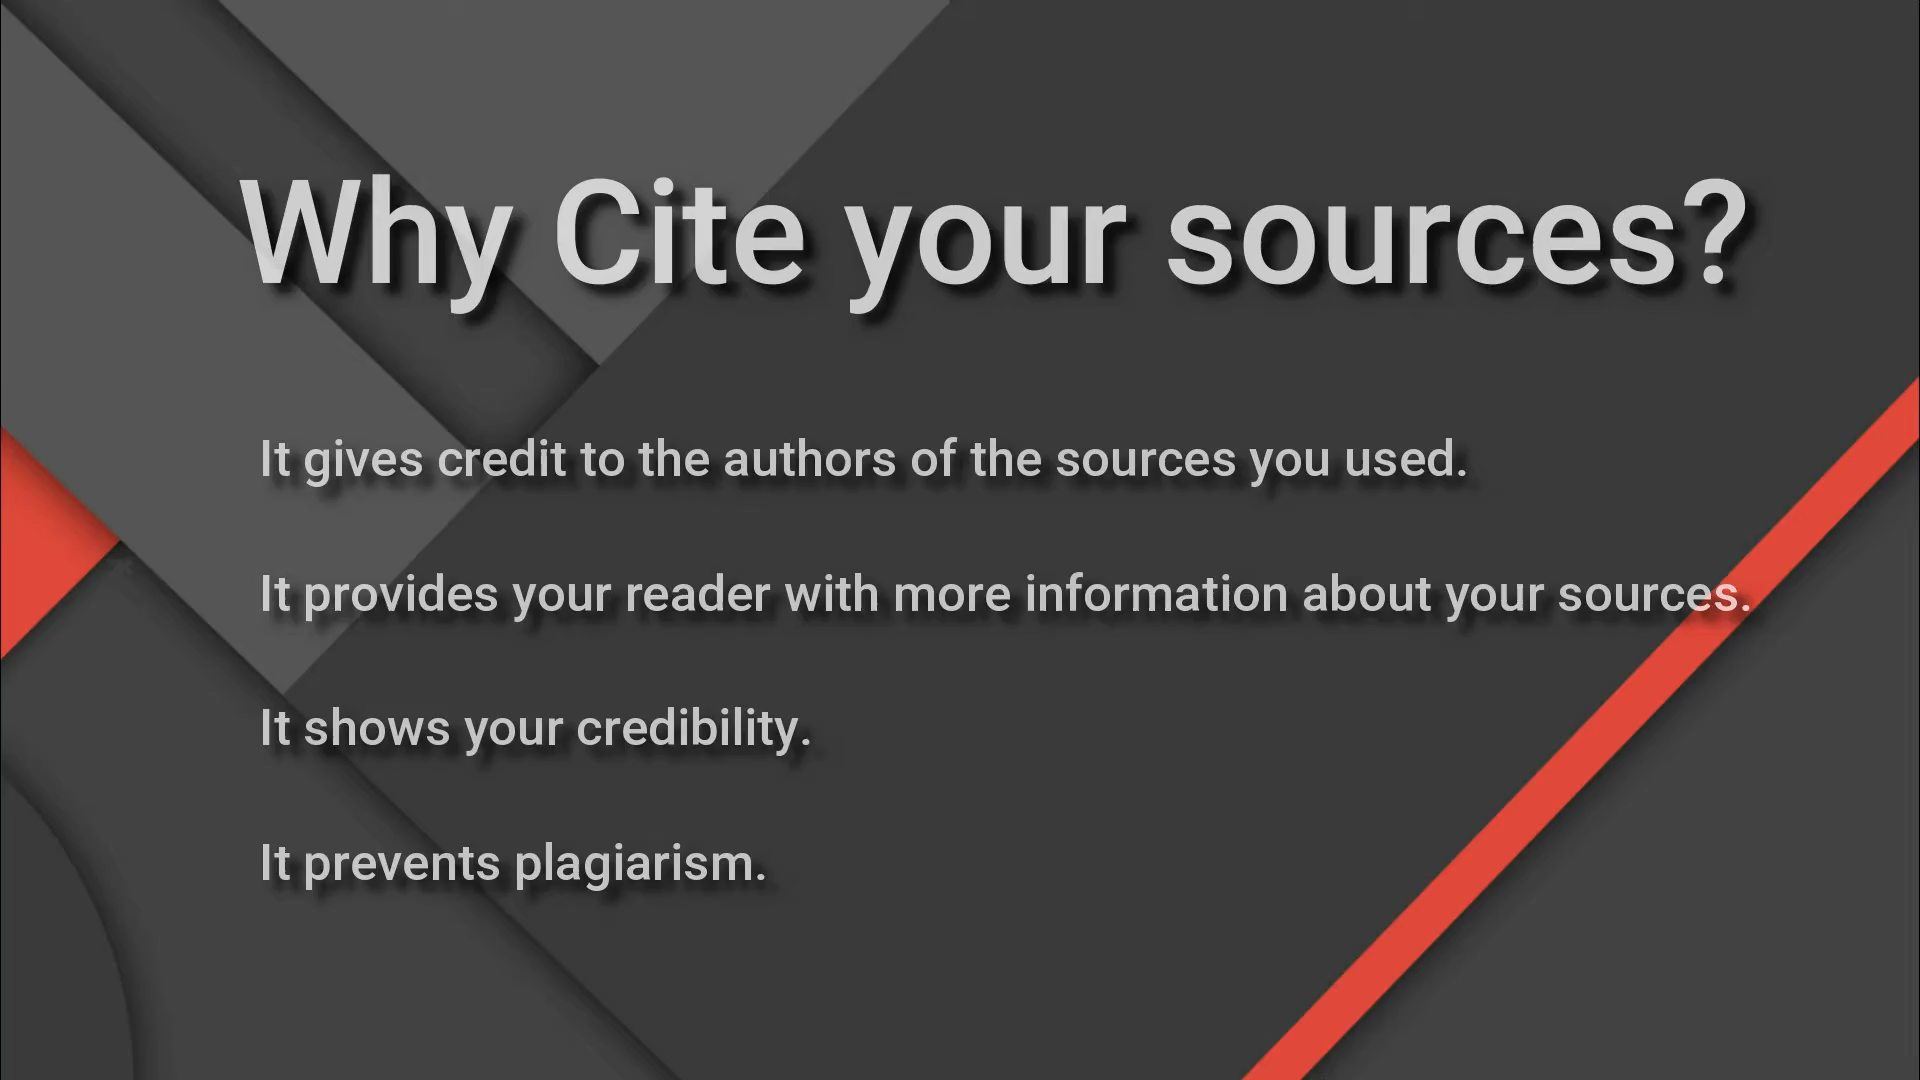 Why Cite your sources?
It gives credit to the authors of the sources you used.
It provides your reader with more information about your sources.
It shows your credibility.
It prevents plagiarism.